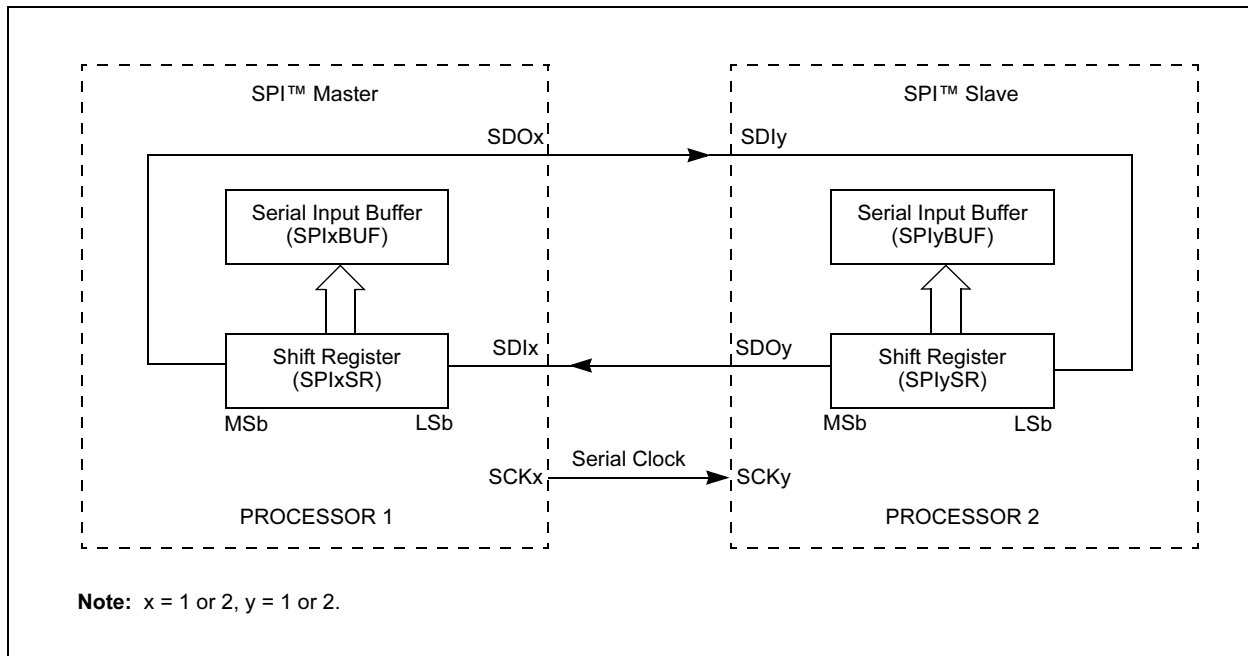 SPI™ Master
SPI™ Slave
SDOx
SDIy
Serial Input Buffer
(SPIxBUF)
Serial Input Buffer
(SPIyBUF)
SDIx
SDOy
Shift Register
(SPIxSR)
Shift Register
(SPIySR)
MSb
LSb
MSb
LSb
Serial Clock
SCKx
SCKy
PROCESSOR 1
PROCESSOR 2
Note: x = 1 or 2, y = 1 or 2.